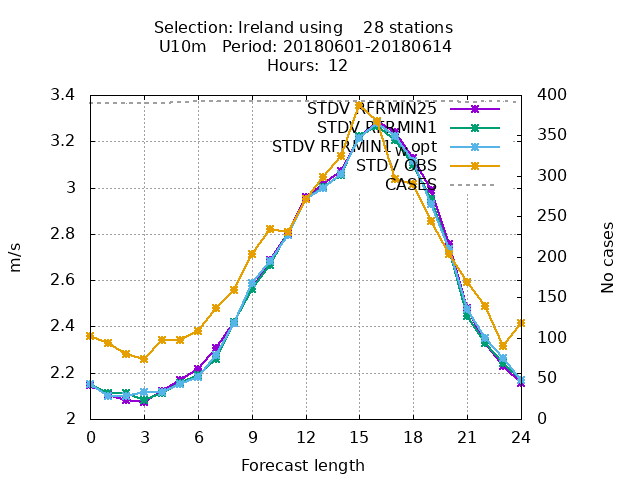 Selection: Ireland using    28 stations
U10m   Period: 20180601-20180614
Hours:  12
3.4
3.2
3
2.8
2.6
2.4
2.2
2
m/s
400
350
300
250
200
150
100
50
0
No cases
STDV RFRMIN25
STDV RFRMIN1
STDV RFRMIN1_w_opt
STDV OBS
CASES
0 3 6 9 12 15 18 21 24
Forecast length